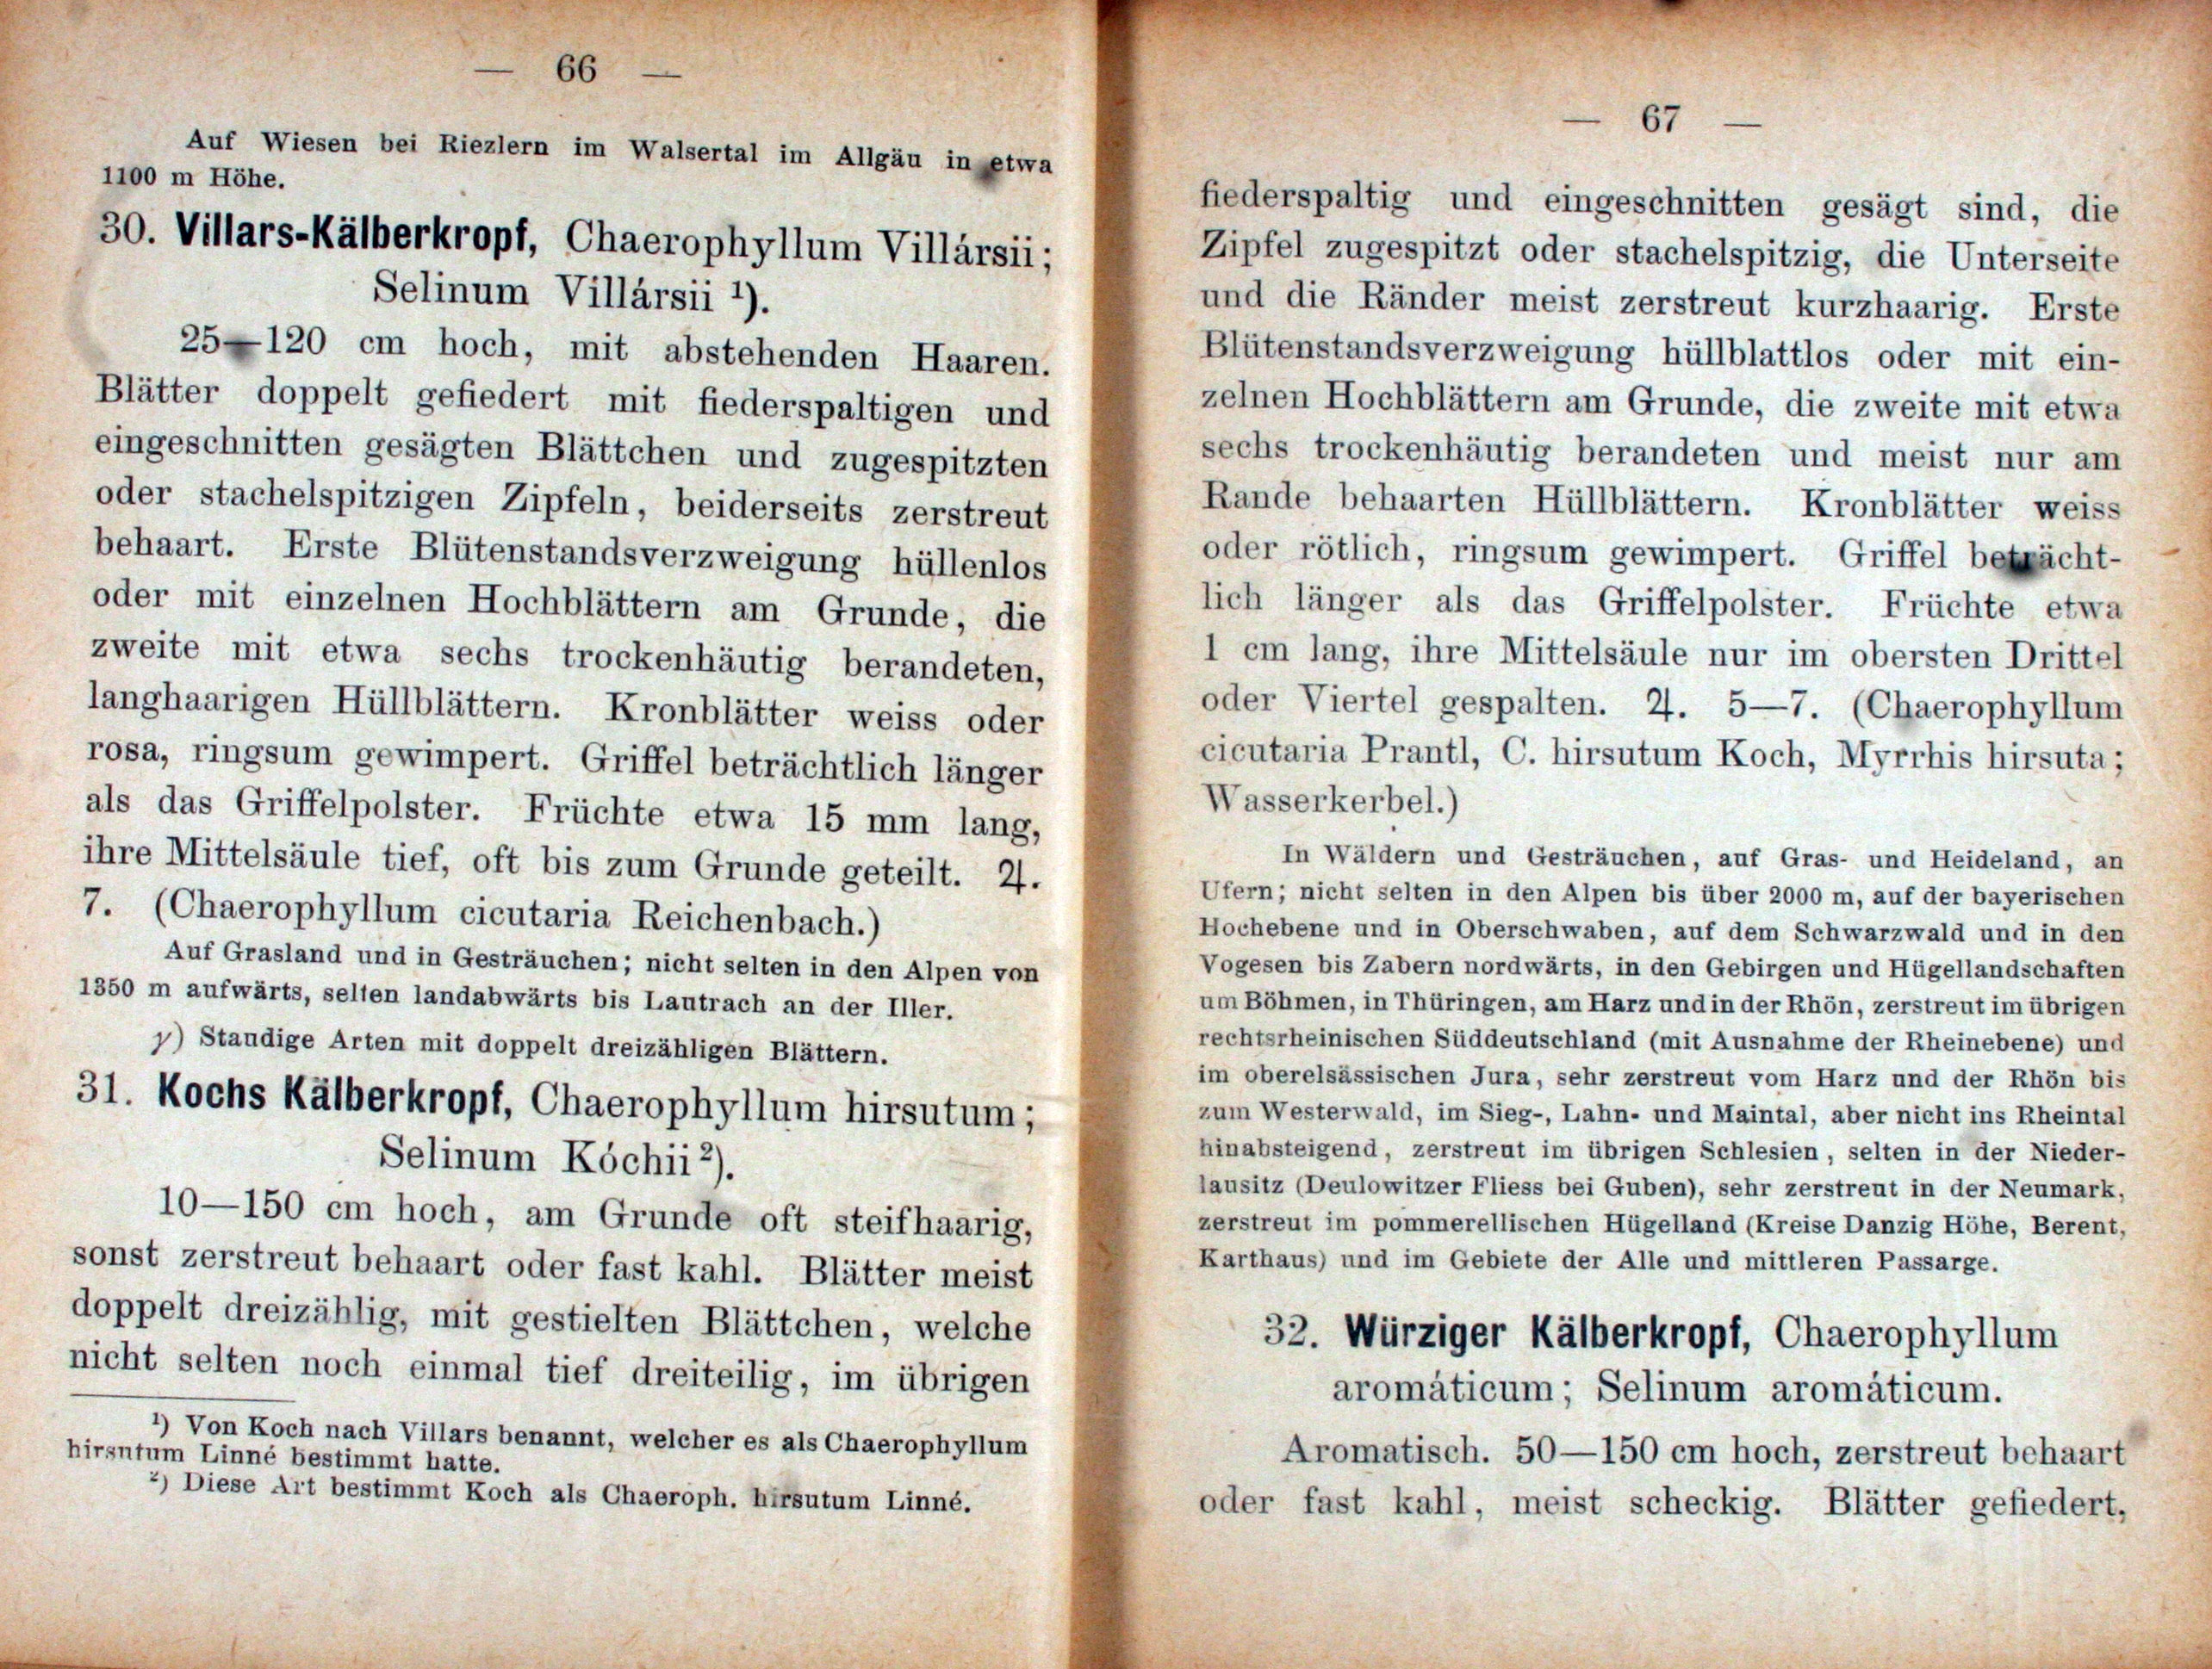 — 66 —
Auf Wiesen bei Riezlern im Walsertal im Allgäu in etwa
1100 m Höhe.
30. Villars-Kälberkropf, Chaerophyllum Villársii;
Selinum Villársii ¹).
25—120 cm hoch, mit abstehenden Haaren.
Blätter doppelt gefiedert mit fiederspaltigen und
eingeschnitten gesägten Blättchen und zugespitzten
oder stachelspitzigen Zipfeln, beiderseits zerstreut
behaart. Erste Blütenstandsverzweigung hüllenlos
oder mit einzelnen Hochblättern am Grunde, die
zweite mit etwa sechs trockenhäutig berandeten,
langhaarigen Hüllblättern. Kronblätter weiss oder
rosa, ringsum gewimpert. Griffel beträchtlich länger
als das Griffelpolster. Früchte etwa 15 mm lang,
ihre Mittelsäule tief, oft bis zum Grunde geteilt. ♃.
7. (Chaerophyllum cicutaria Reichenbach.)
Auf Grasland und in Gesträuchen; nicht selten in den Alpen von
1350 m aufwärts, selten landabwärts bis Lautrach an der Iller.
γ) Staudige Arten mit doppelt dreizähligen Blättern.
31. Kochs Kälberkropf, Chaerophyllum hirsutum;
Selinum Kóchii ²).
10—150 cm hoch, am Grunde oft steifhaarig,
sonst zerstreut behaart oder fast kahl. Blätter meist
doppelt dreizählig, mit gestielten Blättchen, welche
nicht selten noch einmal tief dreiteilig, im übrigen
¹) Von Koch nach Villars benannt, welcher es als Chaerophyllum
hirsutum Linné bestimmt hatte.
²) Diese Art bestimmt Koch als Chaeroph. hirsutum Linné.
— 67 —
fiederspaltig und eingeschnitten gesägt sind, die
Zipfel zugespitzt oder stachelspitzig, die Unterseite
und die Ränder meist zerstreut kurzhaarig. Erste
Blütenstandsverzweigung hüllblattlos oder mit ein-
zelnen Hochblättern am Grunde, die zweite mit etwa
sechs trockenhäutig berandeten und meist nur am
Rande behaarten Hüllblättern. Kronblätter weiss
oder rötlich, ringsum gewimpert. Griffel beträcht-
lich länger als das Griffelpolster. Früchte etwa
1 cm lang, ihre Mittelsäule nur im obersten Drittel
oder Viertel gespalten. ♃. 5—7. (Chaerophyllum
cicutaria Prantl, C. hirsutum Koch, Myrrhis hirsuta;
Wasserkerbel.)
In Wäldern und Gesträuchen, auf Gras- und Heideland, an
Ufern; nicht selten in den Alpen bis über 2000 m, auf der bayerischen
Hochebene und in Oberschwaben, auf dem Schwarzwald und in den
Vogesen bis Zabern nordwärts, in den Gebirgen und Hügellandschaften
um Böhmen, in Thüringen, am Harz und in der Rhön, zerstreut im übrigen
rechtsrheinischen Süddeutschland (mit Ausnahme der Rheinebene) und
im oberelsässischen Jura, sehr zerstreut vom Harz und der Rhön bis
zum Westerwald, im Sieg-, Lahn- und Maintal, aber nicht ins Rheintal
hinabsteigend, zerstreut im übrigen Schlesien, selten in der Nieder-
lausitz (Deulowitzer Fliess bei Guben), sehr zerstreut in der Neumark,
zerstreut im pommerellischen Hügelland (Kreise Danzig Höhe, Berent,
Karthaus) und im Gebiete der Alle und mittleren Passarge.
32. Würziger Kälberkropf, Chaerophyllum
aromáticum; Selinum aromáticum.
Aromatisch. 50—150 cm hoch, zerstreut behaart
oder fast kahl, meist scheckig. Blätter gefiedert,